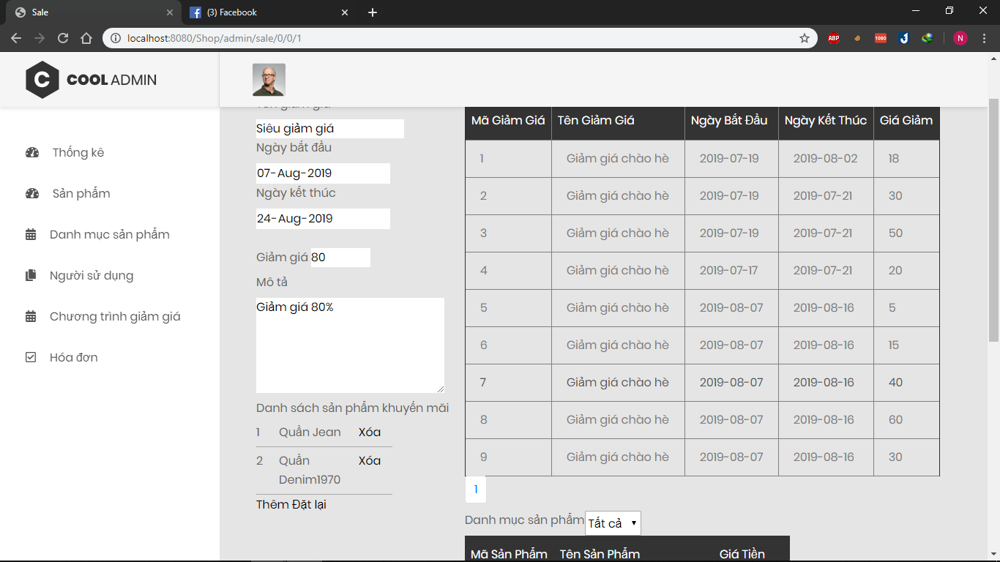 Sale
(3) Facebook
localhost:8080/Shop/admin/sale/0/0/1
ABP
1080
N
C COOL ADMIN
Thống kê
Sản phẩm
Danh mục sản phẩm
Người sử dụng
Chương trình giảm giá
Hóa đơn
Tên giảm giá
Siêu giảm giá
Ngày bắt đầu
07-Aug-2019
Ngày kết thúc
24-Aug-2019
Giảm giá 80
Mô tả
Giảm giá 80%
Danh sách sản phẩm khuyến mãi
1 Quần Jean Xóa
2 Quần Xóa
Denim1970
Thêm Đặt lại
Mã Giảm Giá Tên Giảm Giá Ngày Bắt Đầu Ngày Kết Thúc Giá Giảm
1 Giảm giá chào hè 2019-07-19 2019-08-02 18
2 Giảm giá chào hè 2019-07-19 2019-07-21 30
3 Giảm giá chào hè 2019-07-19 2019-07-21 50
4 Giảm giá chào hè 2019-07-17 2019-07-21 20
5 Giảm giá chào hè 2019-08-07 2019-08-16 5
6 Giảm giá chào hè 2019-08-07 2019-08-16 15
7 Giảm giá chào hè 2019-08-07 2019-08-16 40
8 Giảm giá chào hè 2019-08-07 2019-08-16 60
9 Giảm giá chào hè 2019-08-07 2019-08-16 30
1
Danh mục sản phẩm Tất cả
Mã Sản Phẩm Tên Sản Phẩm Giá Tiền